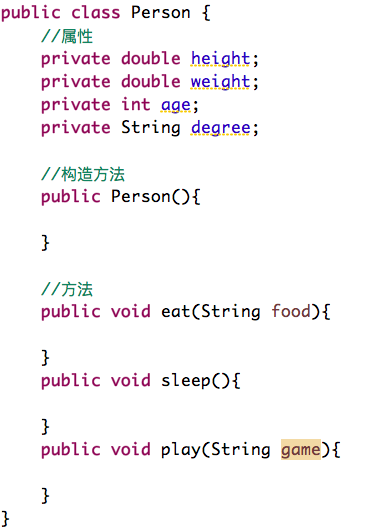 public class Person {
    //属性
    private double height;
    private double weight;
    private int age;
    private String degree;

    //构造方法
    public Person(){

    }

    //方法
    public void eat(String food){

    }
    public void sleep(){

    }
    public void play(String game){

    }
}